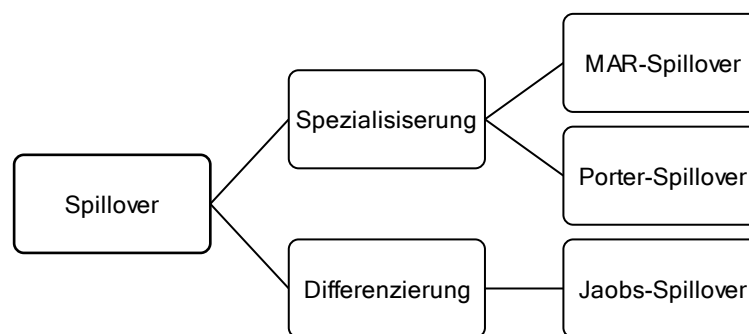 MAR-Spillover
Spezialisiserung
Porter-Spillover
Spillover
Differenzierung
Jaobs-Spillover